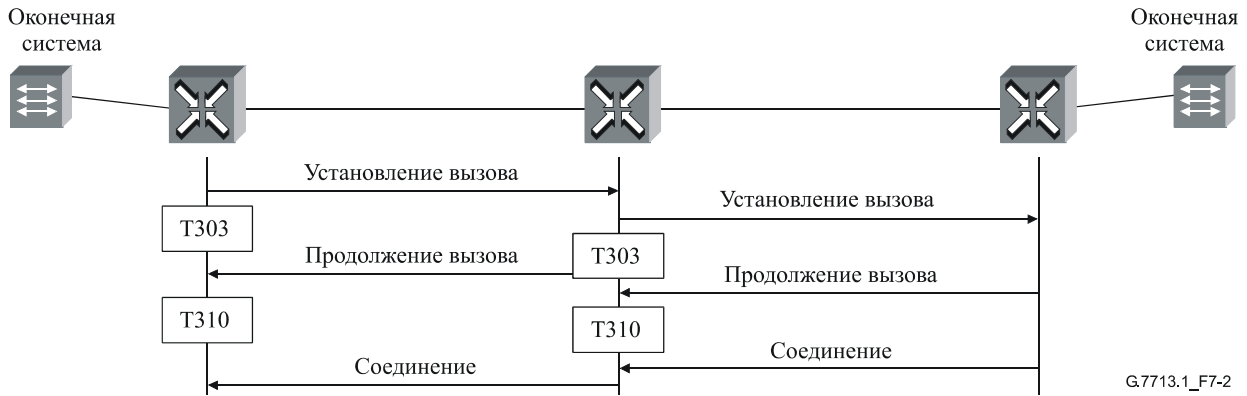 Оконечная
система
Оконечная
система
Установление вызова
Установление вызова
T303
T303
Продолжение вызова
Продолжение вызова
T310
T310
Соединение
Соединение
G.7713.1_F7-2